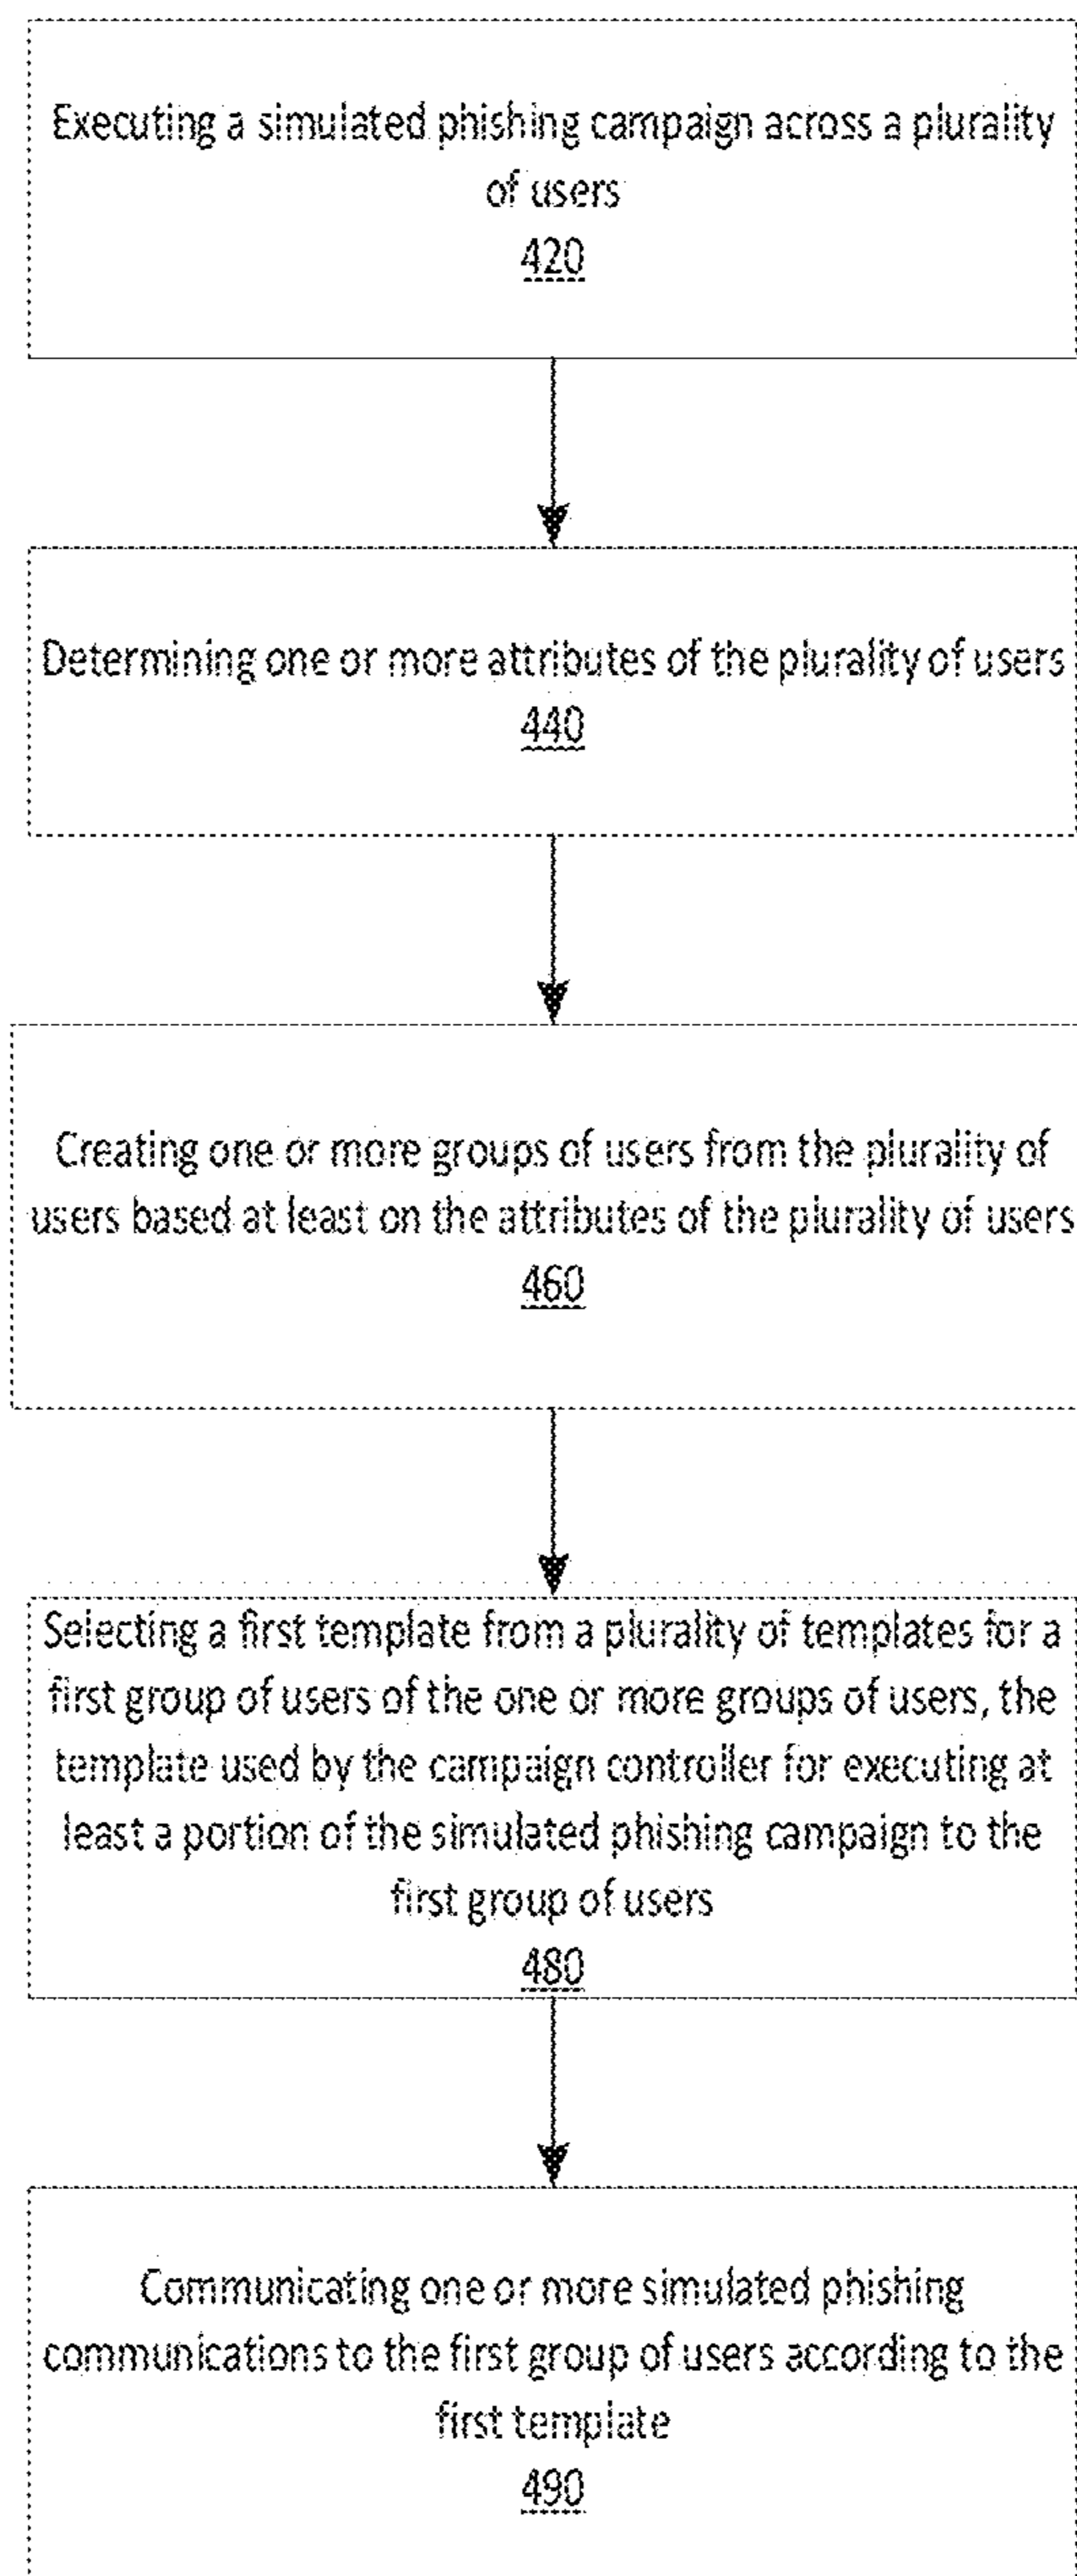 Executing a simulated phishing campaign across a plurality
of users
420
Determining one or more attributes of the plurality of users
440
Creating one or more groups of users from the plurality of
users based at least on the attributes of the plurality of users
460
Selecting a first template from a plurality of templates for a
first group of users of the one or more groups of users, the
template used by the campaign controller for executing at
least a portion of the simulated phishing campaign to the
first group of users
480
Communicating one or more simulated phishing
communications to the first group of users according to the
first template
490